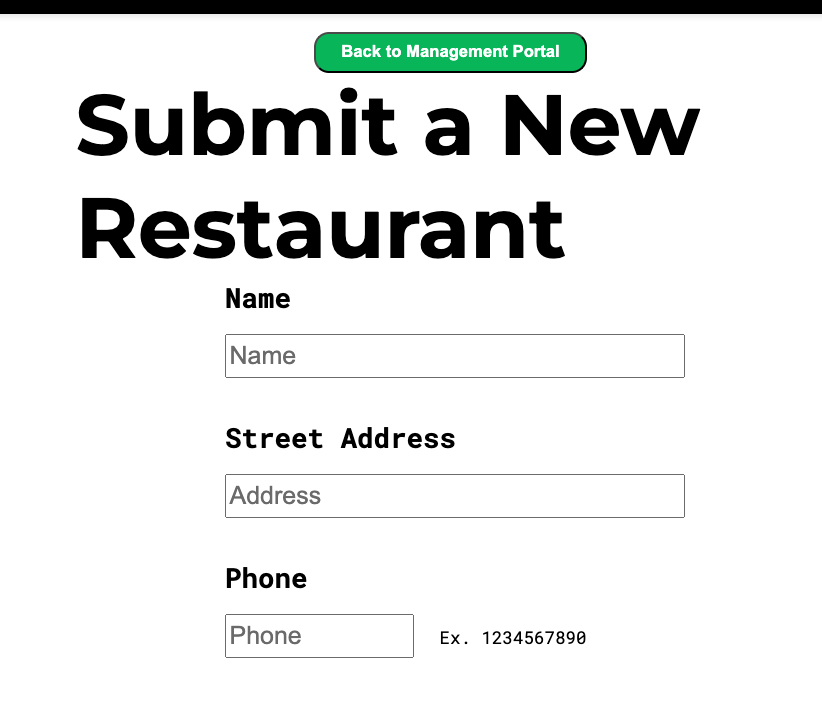 Back to Management Portal
Submit a New
Restaurant
Name
Name
Street Address
Address
Phone
Phone Ex. 1234567890